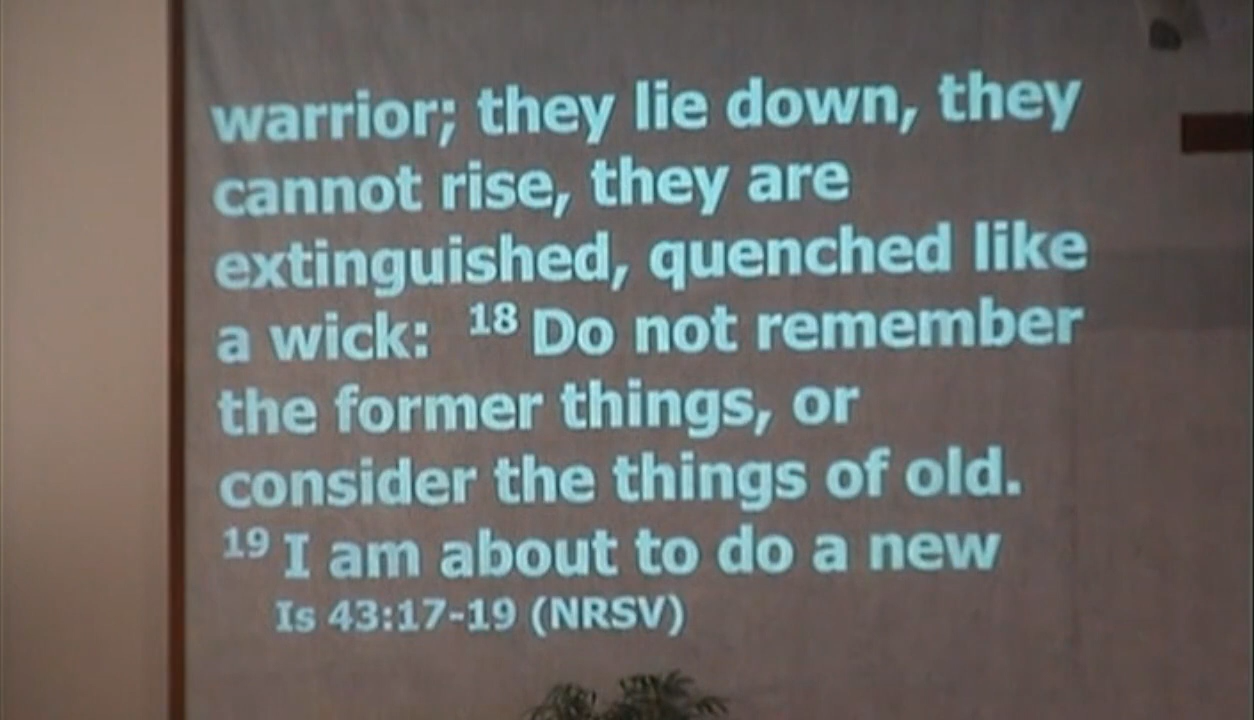 warrior; they lie down, they
cannot rise, they are
extinguished, quenched like
a wick: 18 Do not remember
the former things, or
consider the things of old.
19 I am about to do a new
Is 43:17-19 (NRSV)